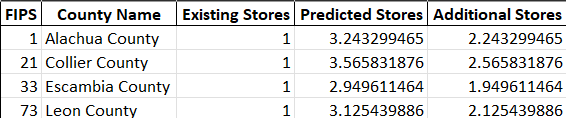 FIPS County Name Existing Stores Predicted Stores Additional Stores
1 Alachua County 1 3.243299465 2.243299465
21 Collier County 1 3.565831876 2.565831876
33 Escambia County 1 2.949611464 1.949611464
73 Leon County 1 3.125439886 2.125439886